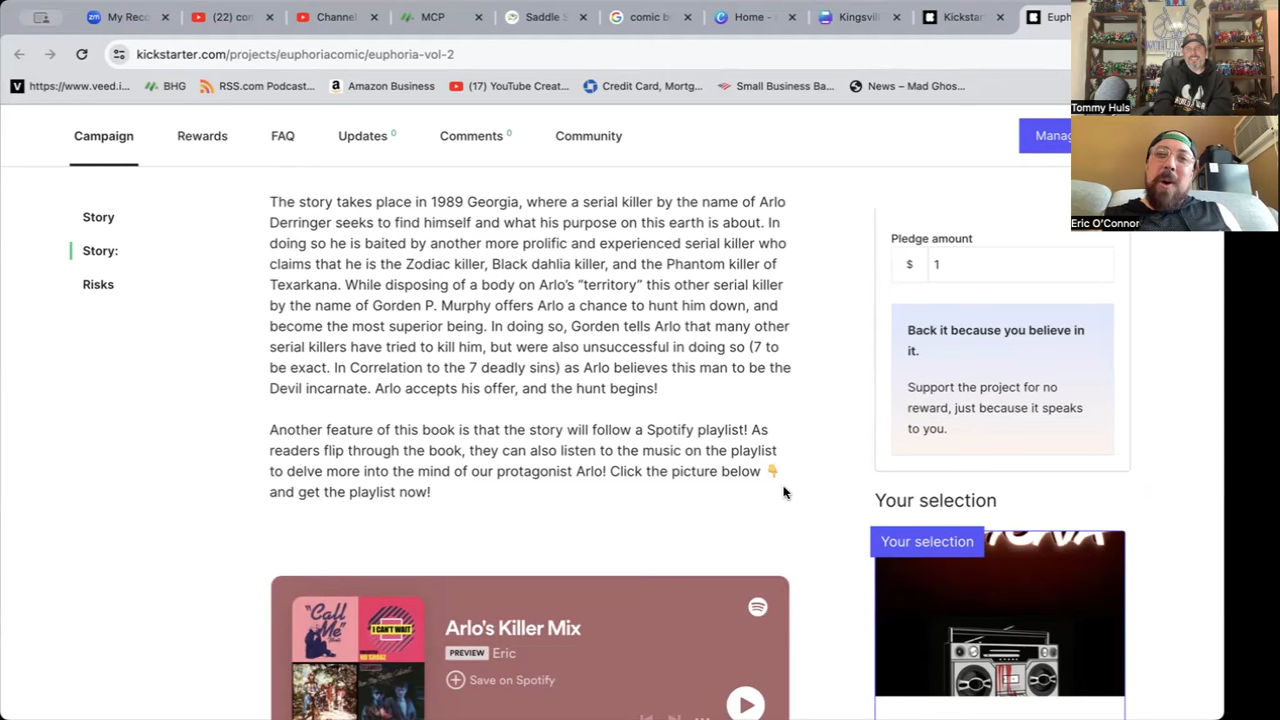 My Reco
(22) con
Channel
MCP
Saddle S
comic b
Home -
Kingsvill
Kickstar
Euph
kickstarter.com/projects/euphoriacomic/euphoria-vol-2
https://www.veed.i...
BHG
RSS.com Podcast...
Amazon Business
(17) YouTube Creat...
Credit Card, Mortg...
Small Business Ba...
News – Mad Ghos...
Tommy Huls
Eric O'Connor
Campaign
Rewards
FAQ
Updates 0
Comments 0
Community
Manag
Story
Story:
Risks
The story takes place in 1989 Georgia, where a serial killer by the name of Arlo
Derringer seeks to find himself and what his purpose on this earth is about. In
doing so he is baited by another more prolific and experienced serial killer who
claims that he is the Zodiac killer, Black dahlia killer, and the Phantom killer of
Texarkana. While disposing of a body on Arlo's "territory" this other serial killer
by the name of Gorden P. Murphy offers Arlo a chance to hunt him down, and
become the most superior being. In doing so, Gorden tells Arlo that many other
serial killers have tried to kill him, but were also unsuccessful in doing so (7 to
be exact. In Correlation to the 7 deadly sins) as Arlo believes this man to be the
Devil incarnate. Arlo accepts his offer, and the hunt begins!
Another feature of this book is that the story will follow a Spotify playlist! As
readers flip through the book, they can also listen to the music on the playlist
to delve more into the mind of our protagonist Arlo! Click the picture below 👇
and get the playlist now!
Pledge amount
$ 1
Back it because you believe in
it.
Support the project for no
reward, just because it speaks
to you.
Your selection
Your selection
"Call
Me"
I CAN'T WAIT
Arlo's Killer Mix
PREVIEW Eric
Save on Spotify